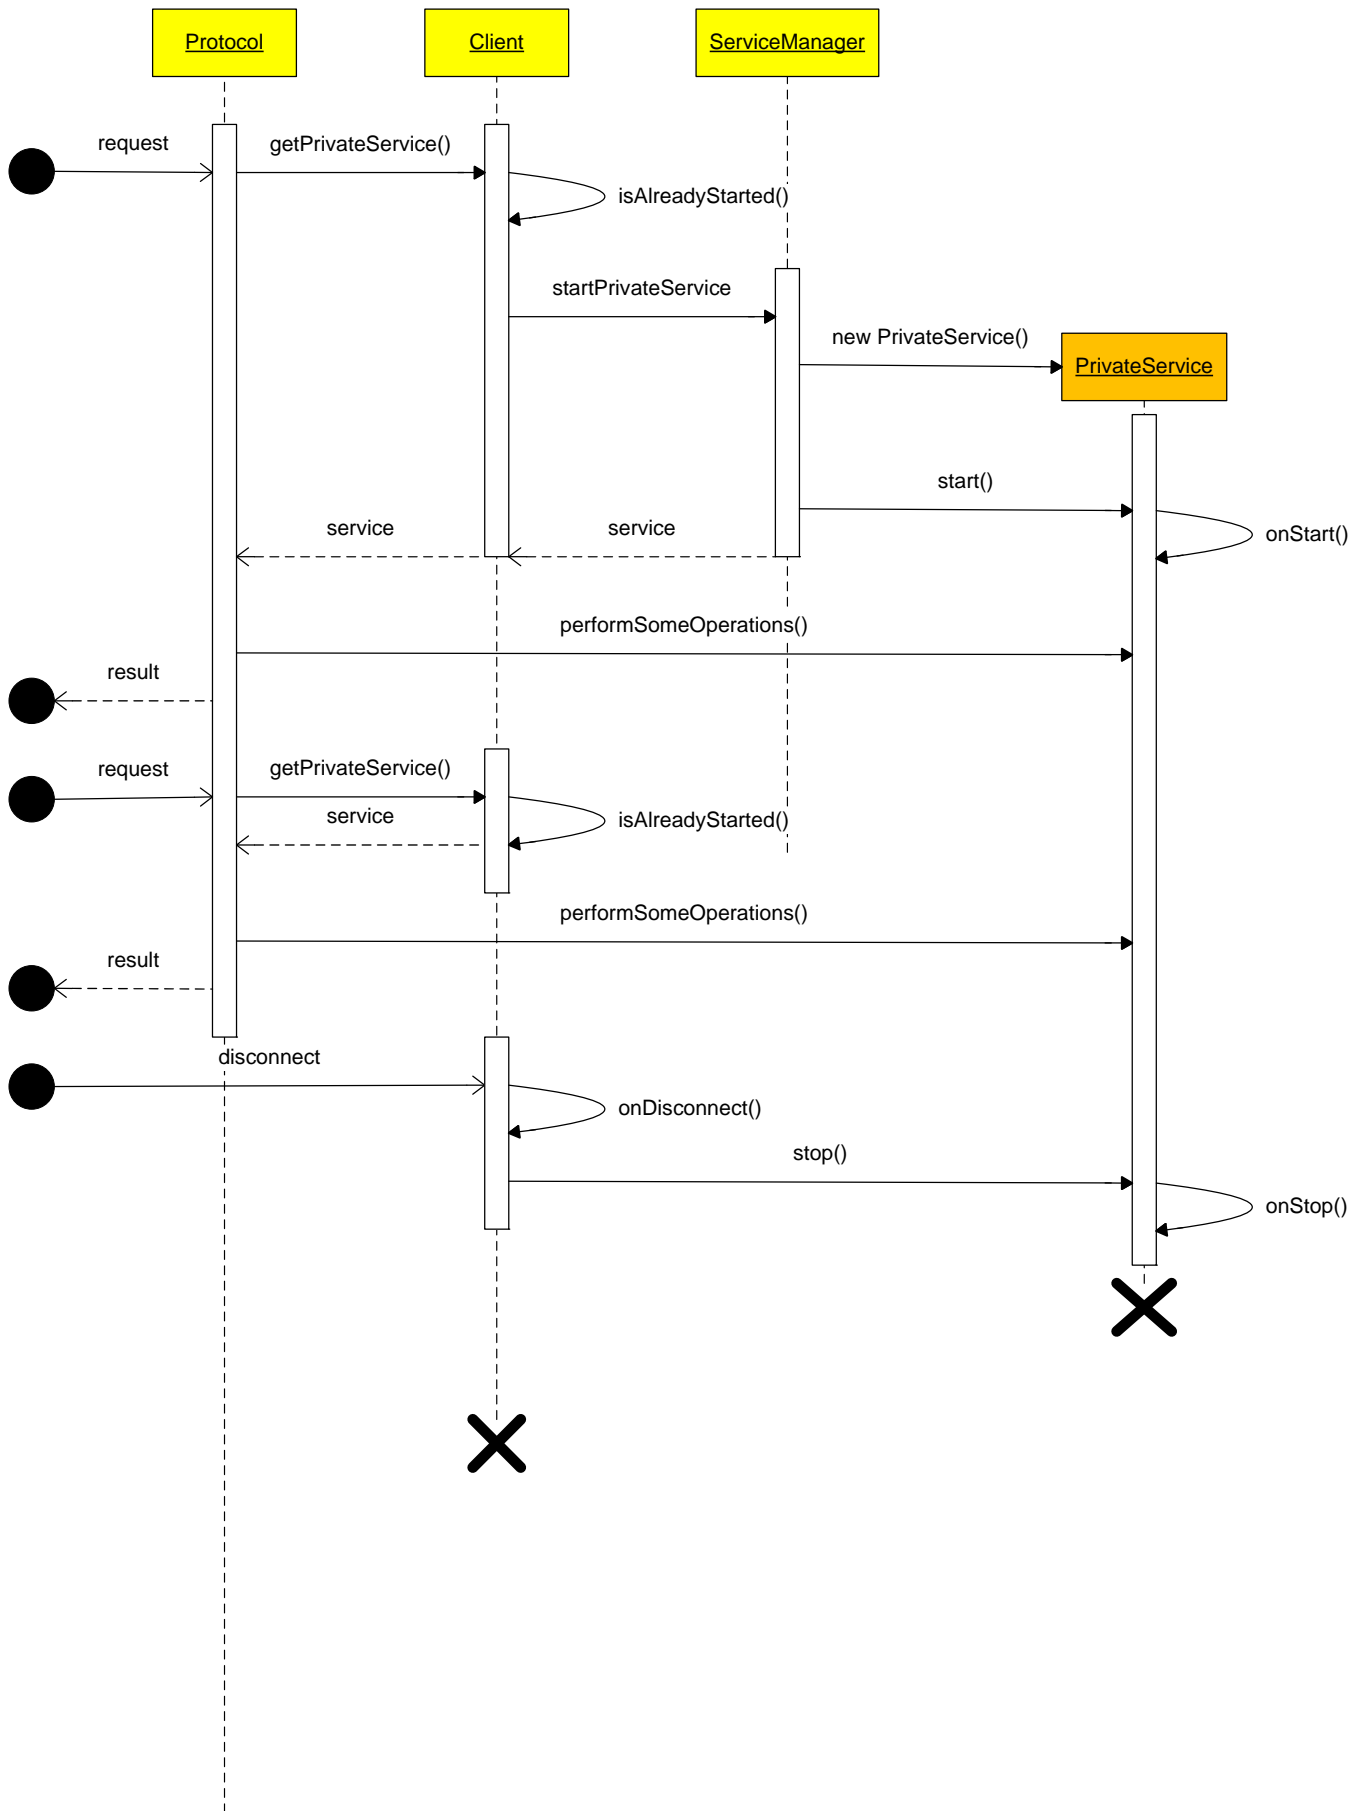 Protocol
Client
ServiceManager
request
getPrivateService()
isAlreadyStarted()
startPrivateService
new PrivateService()
PrivateService
start()
service
service
onStart()
performSomeOperations()
result
request
getPrivateService()
service
isAlreadyStarted()
performSomeOperations()
result
disconnect
onDisconnect()
stop()
onStop()